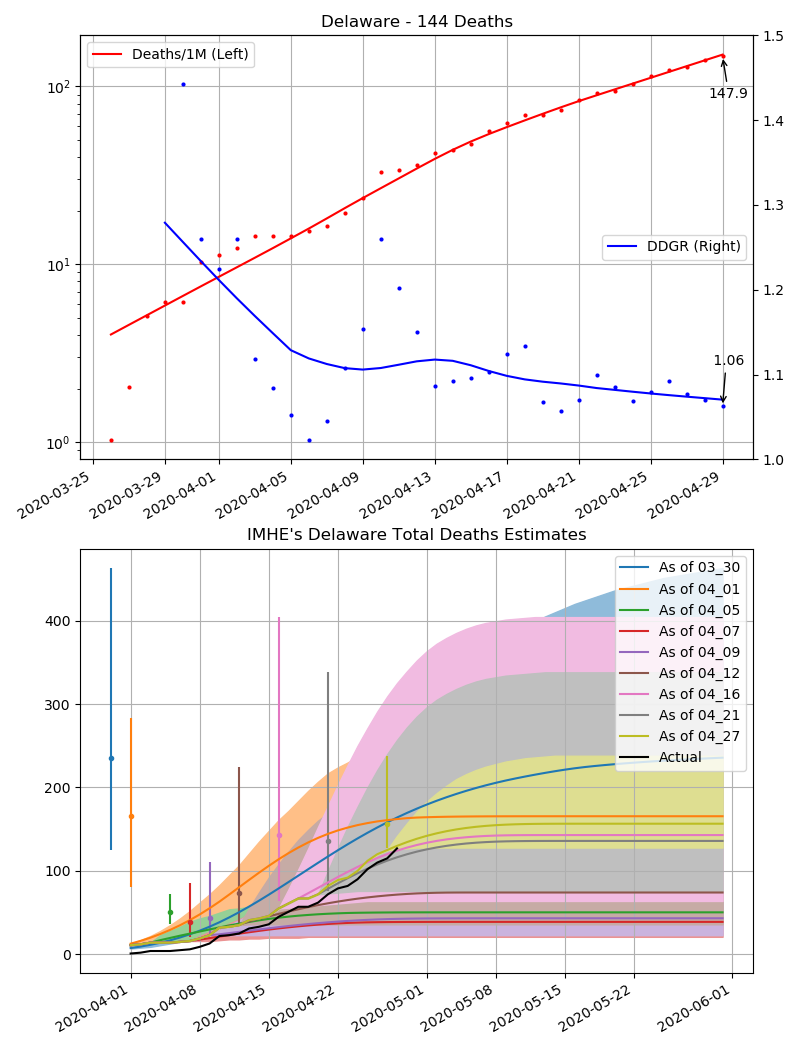 Delaware - 144 Deaths
Deaths/1M (Left)
DDGR (Right)
147.9
1.06
10²
10¹
10⁰
1.5
1.4
1.3
1.2
1.1
1.0
2020-03-25
2020-03-29
2020-04-01
2020-04-05
2020-04-09
2020-04-13
2020-04-17
2020-04-21
2020-04-25
2020-04-29
IMHE's Delaware Total Deaths Estimates
As of 03_30
As of 04_01
As of 04_05
As of 04_07
As of 04_09
As of 04_12
As of 04_16
As of 04_21
As of 04_27
Actual
400
300
200
100
0
2020-04-01
2020-04-08
2020-04-15
2020-04-22
2020-05-01
2020-05-08
2020-05-15
2020-05-22
2020-06-01